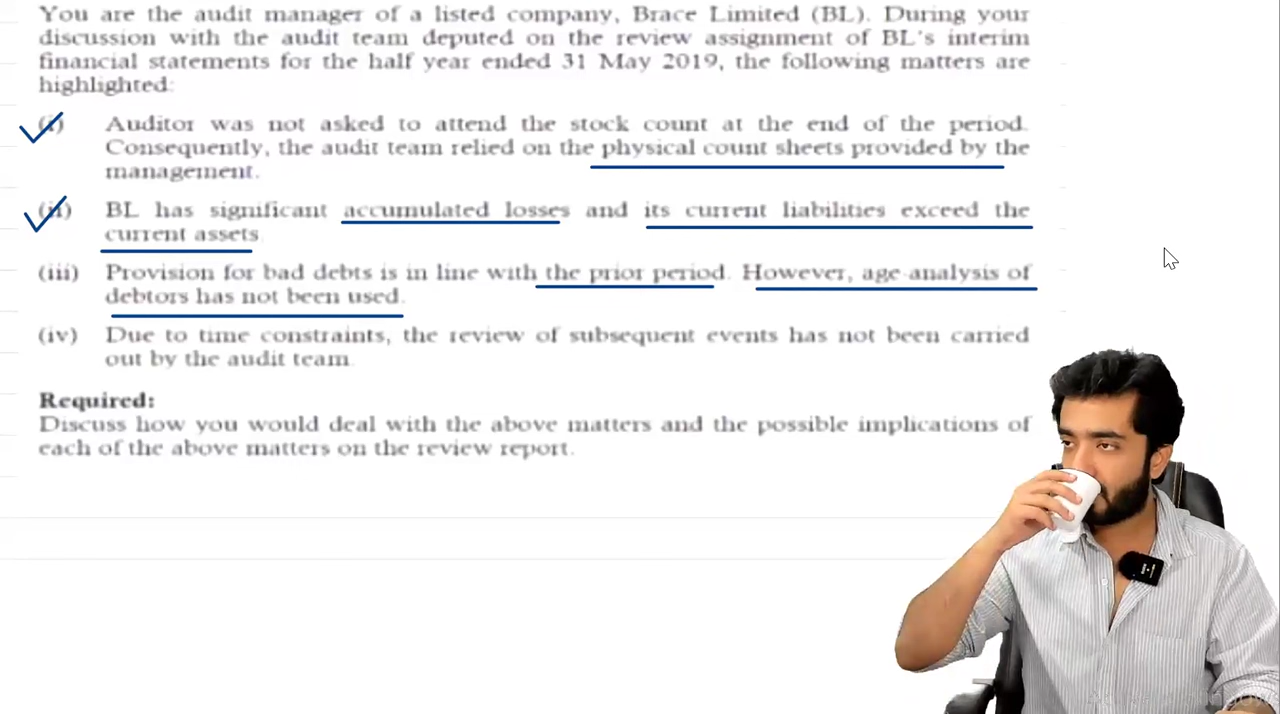 You are the audit manager of a listed company, Brace Limited (BL). During your
discussion with the audit team deputed on the review assignment of BL's interim
financial statements for the half year ended 31 May 2019, the following matters are
highlighted:
(i) Auditor was not asked to attend the stock count at the end of the period.
Consequently, the audit team relied on the physical count sheets provided by the
management.
(ii) BL has significant accumulated losses and its current liabilities exceed the
current assets
(iii) Provision for bad debts is in line with the prior period. However, age analysis of
debtors has not been used.
(iv) Due to time constraints, the review of subsequent events has not been carried
out by the audit team.
Required:
Discuss how you would deal with the above matters and the possible implications of
each of the above matters on the review report.